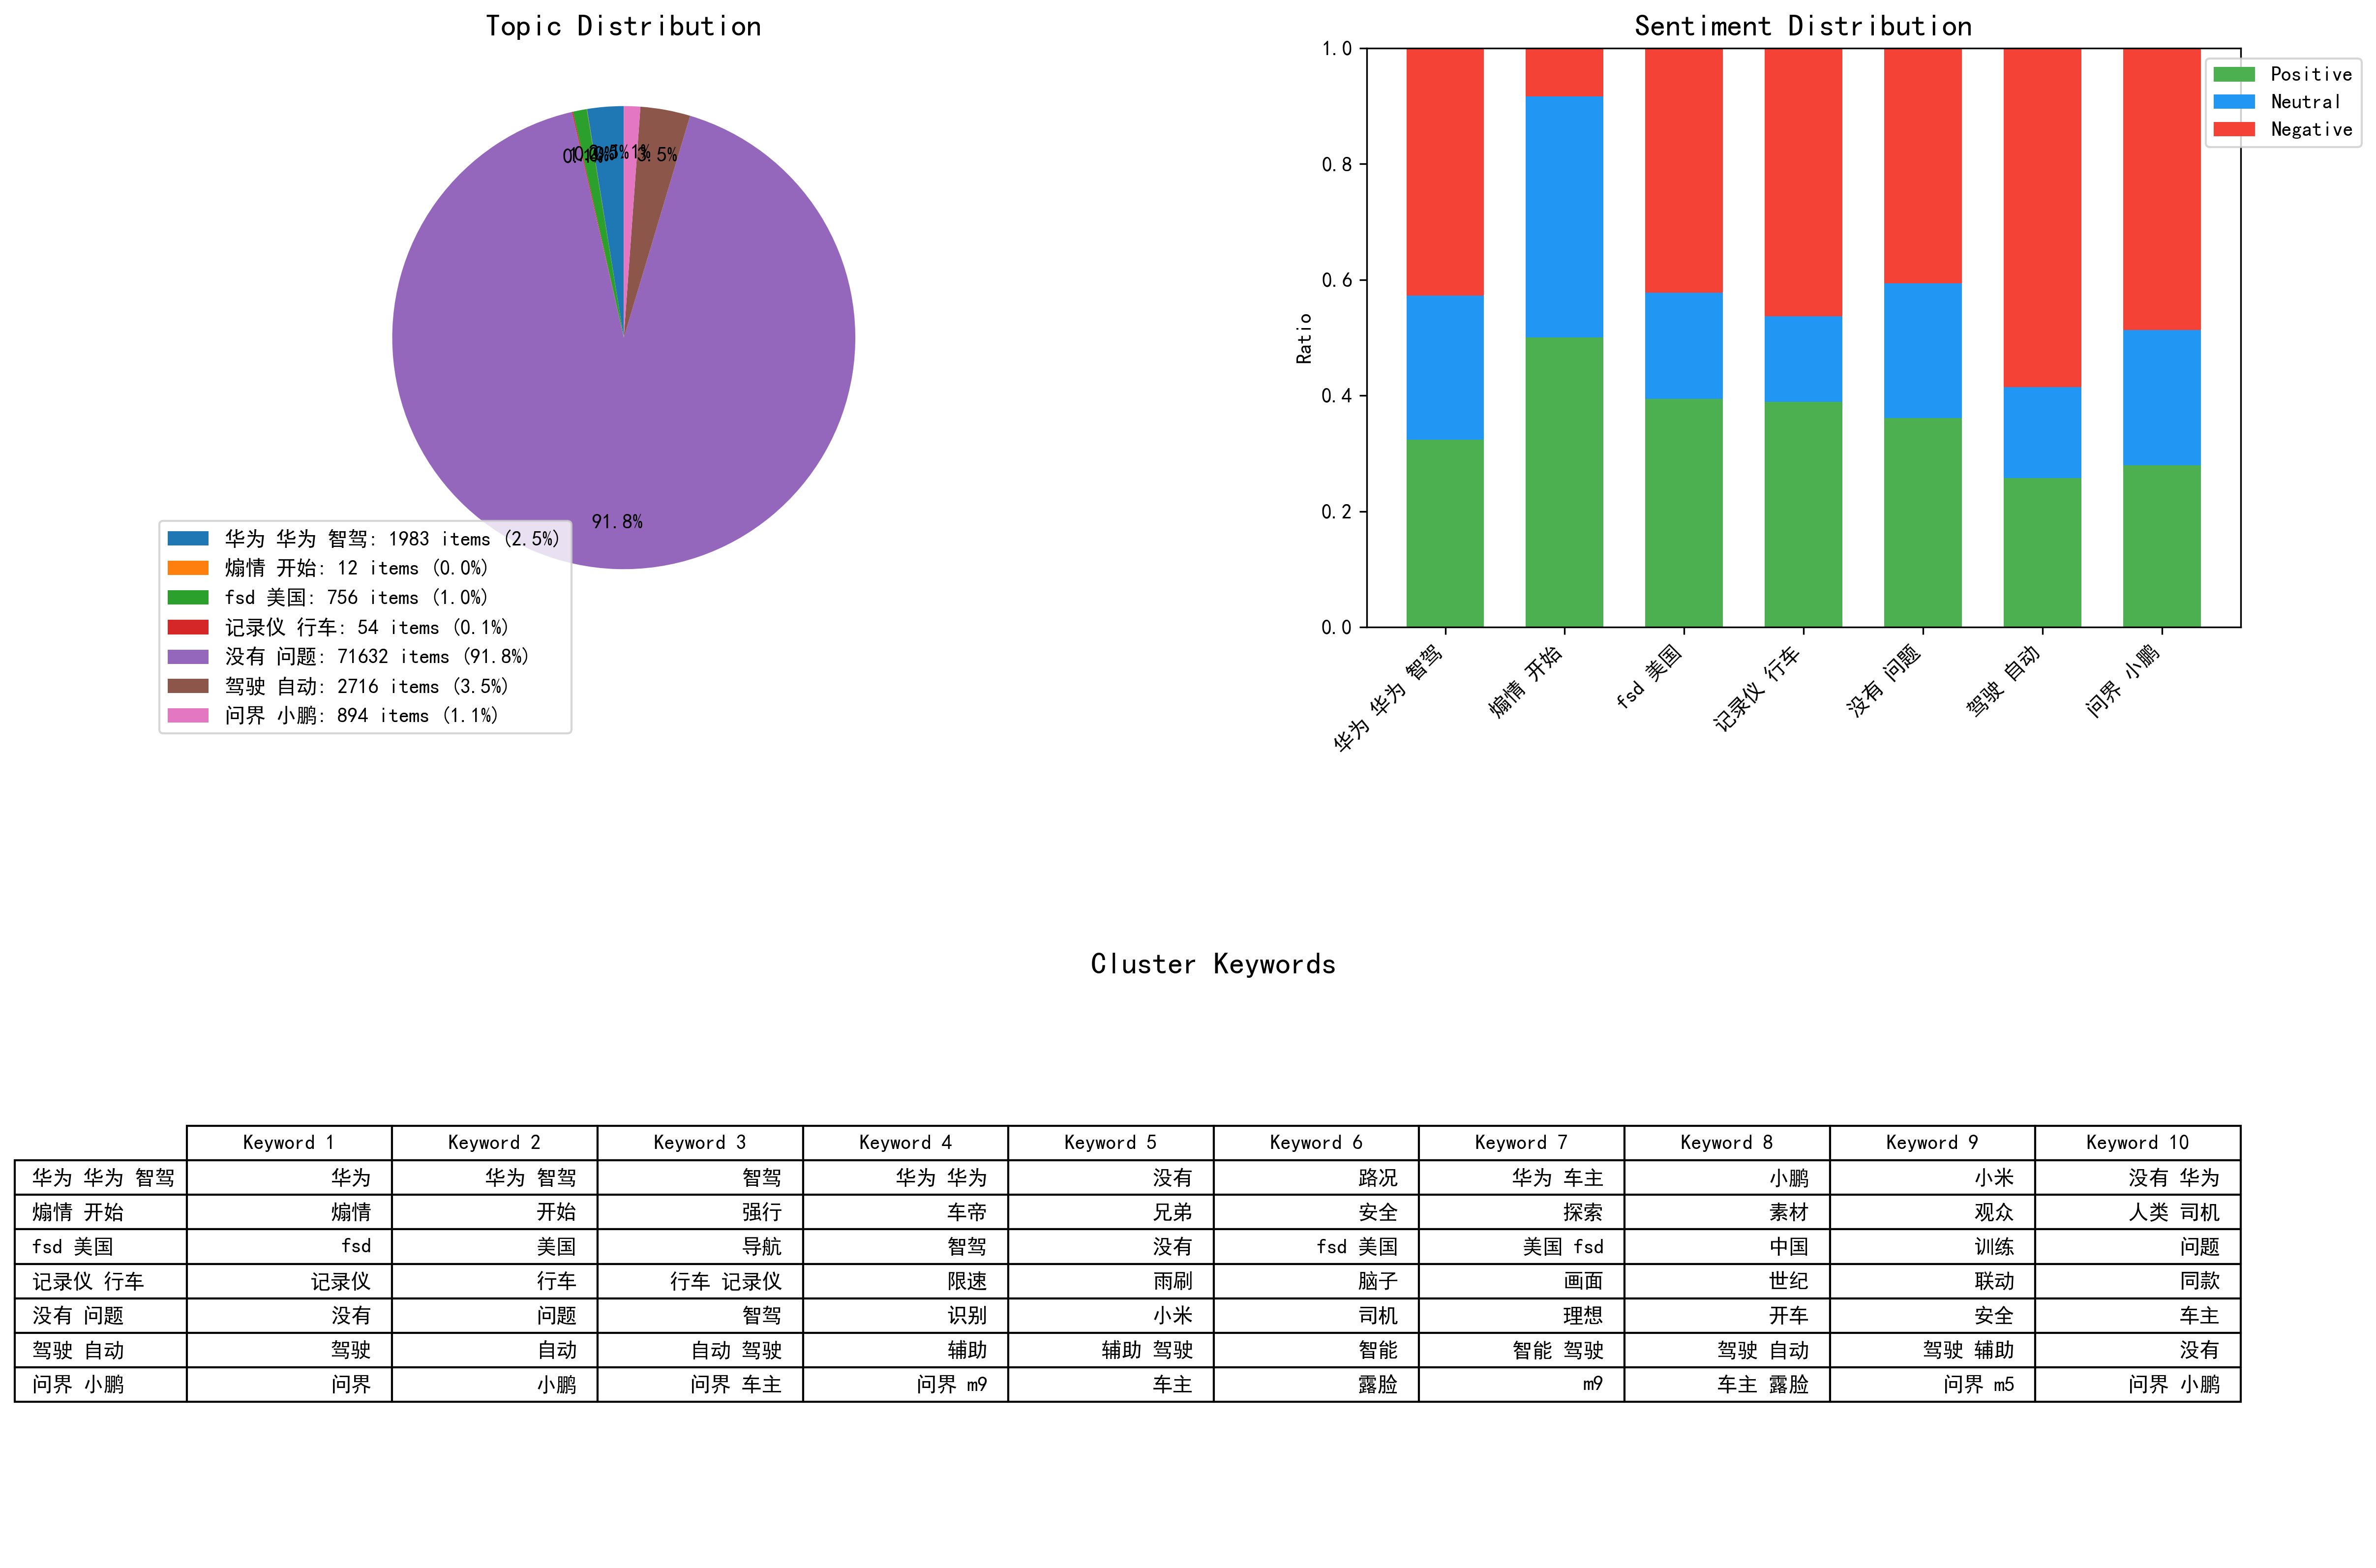 Topic Distribution
91.8%
3.5%
华为 华为 智驾: 1983 items (2.5%)
煽情 开始: 12 items (0.0%)
fsd 美国: 756 items (1.0%)
记录仪 行车: 54 items (0.1%)
没有 问题: 71632 items (91.8%)
驾驶 自动: 2716 items (3.5%)
问界 小鹏: 894 items (1.1%)
Sentiment Distribution
Positive
Neutral
Negative
Ratio
1.0
0.8
0.6
0.4
0.2
0.0
华为 华为 智驾
煽情 开始
fsd 美国
记录仪 行车
没有 问题
驾驶 自动
问界 小鹏
Cluster Keywords
Keyword 1 Keyword 2 Keyword 3 Keyword 4 Keyword 5 Keyword 6 Keyword 7 Keyword 8 Keyword 9 Keyword 10
华为 华为 智驾 华为 华为 智驾 智驾 华为 华为 没有 路况 华为 车主 小鹏 小米 没有 华为
煽情 开始 煽情 开始 强行 车帝 兄弟 安全 探索 素材 观众 人类 司机
fsd 美国 fsd 美国 导航 智驾 没有 fsd 美国 美国 fsd 中国 训练 问题
记录仪 行车 记录仪 行车 行车 记录仪 限速 雨刷 脑子 画面 世纪 联动 同款
没有 问题 没有 问题 智驾 识别 小米 司机 理想 开车 安全 车主
驾驶 自动 驾驶 自动 自动 驾驶 辅助 辅助 驾驶 智能 智能 驾驶 驾驶 自动 驾驶 辅助 没有
问界 小鹏 问界 小鹏 问界 车主 问界 m9 车主 露脸 m9 车主 露脸 问界 m5 问界 小鹏